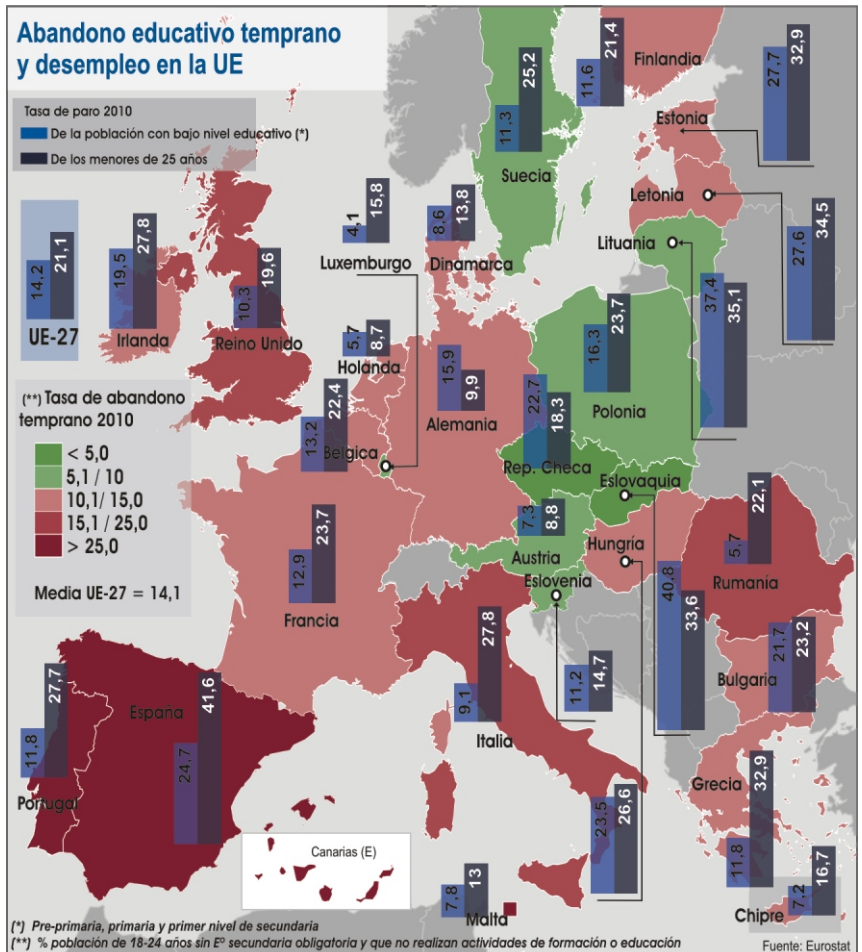 Abandono educativo temprano
y desempleo en la UE
Tasa de paro 2010
De la población con bajo nivel educativo (*)
De los menores de 25 años
11,3
25,2
Suecia
11,6
21,4
Finlandia
27,7
32,9
Estonia
Letonia
27,6
34,5
Lituania
37,4
35,1
14,2
21,1
UE-27
19,5
27,8
Irlanda
10,3
19,6
Reino Unido
4,1
15,8
Luxemburgo
8,6
13,8
Dinamarca
5,7
8,7
Holanda
15,9
9,9
Alemania
16,3
23,7
Polonia
13,2
22,4
Belgica
22,7
18,3
Rep. Checa
Eslovaquia
40,8
33,6
(**) Tasa de abandono
temprano 2010
< 5,0
5,1 / 10
10,1/ 15,0
15,1/ 25,0
> 25,0
Media UE-27 = 14,1
12,9
23,7
Francia
7,3
8,8
Austria
Hungría
23,5
26,6
Eslovenia
11,2
14,7
5,7
22,1
Rumanía
21,7
23,2
Bulgaria
11,8
27,7
Portugal
España
24,7
41,6
9,1
27,8
Italia
Grecia
11,8
32,9
Canarias (E)
7,8
13
Malta
7,2
16,7
Chipre
(*) Pre-primaria, primaria y primer nivel de secundaria
(**) % población de 18-24 años sin Eº secundaria obligatoria y que no realizan actividades de formación o educación
Fuente: Eurostat